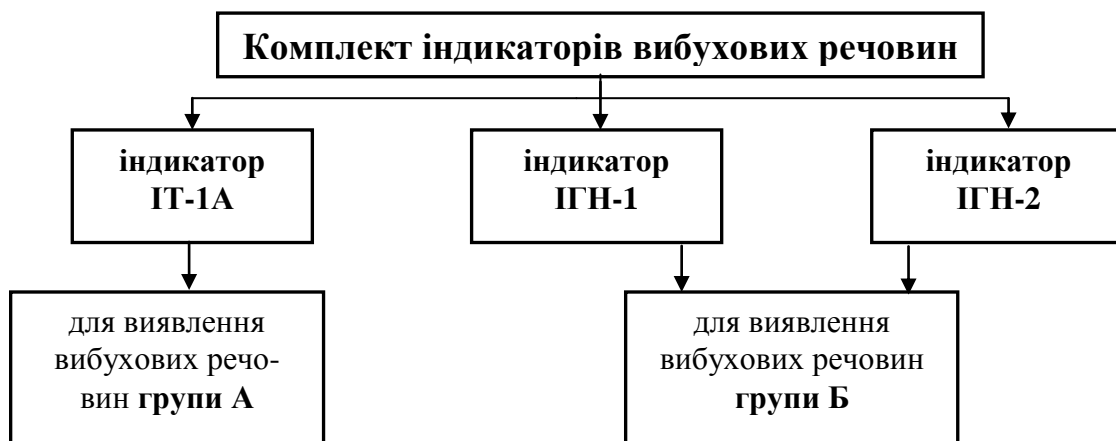 Комплект індикаторів вибухових речовин
індикатор
ІТ-1А
індикатор
ІГН-1
індикатор
ІГН-2
для виявлення
вибухових речо-
вин групи А
для виявлення
вибухових речовин
групи Б